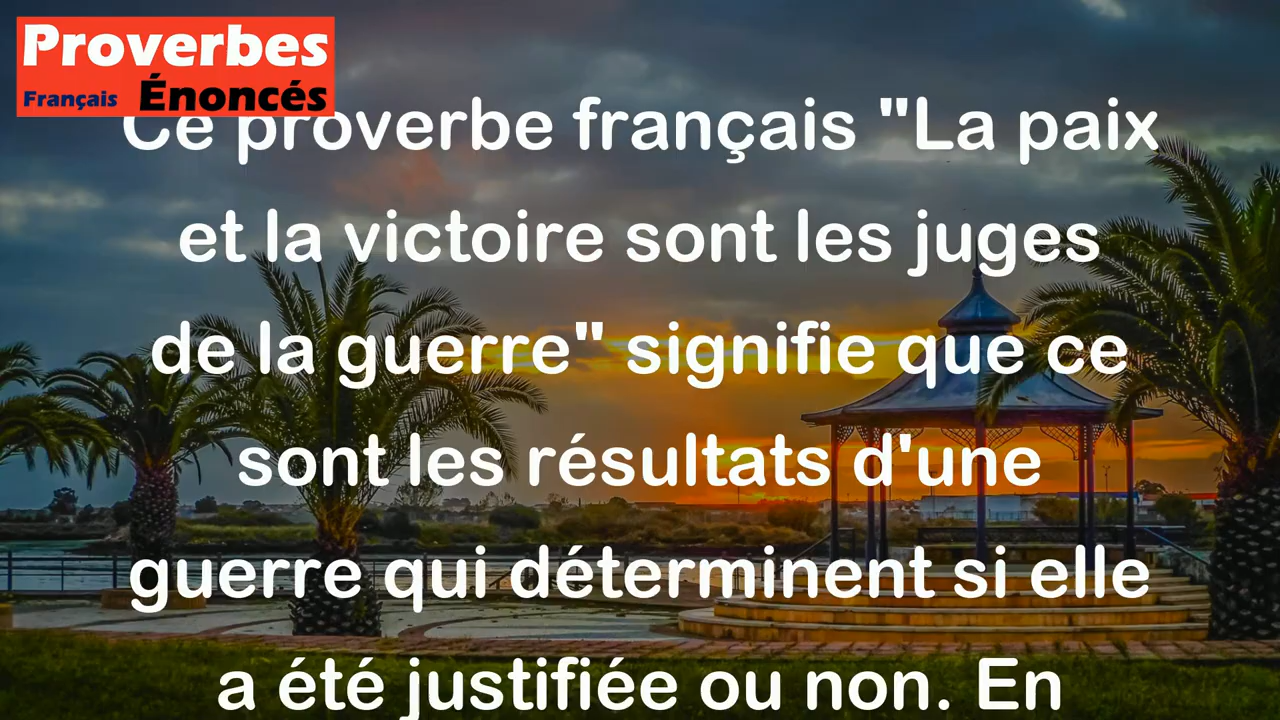 Proverbes
Français Énoncés
Ce proverbe français "La paix
et la victoire sont les juges
de la guerre" signifie que ce
sont les résultats d'une
guerre qui déterminent si elle
a été justifiée ou non. En